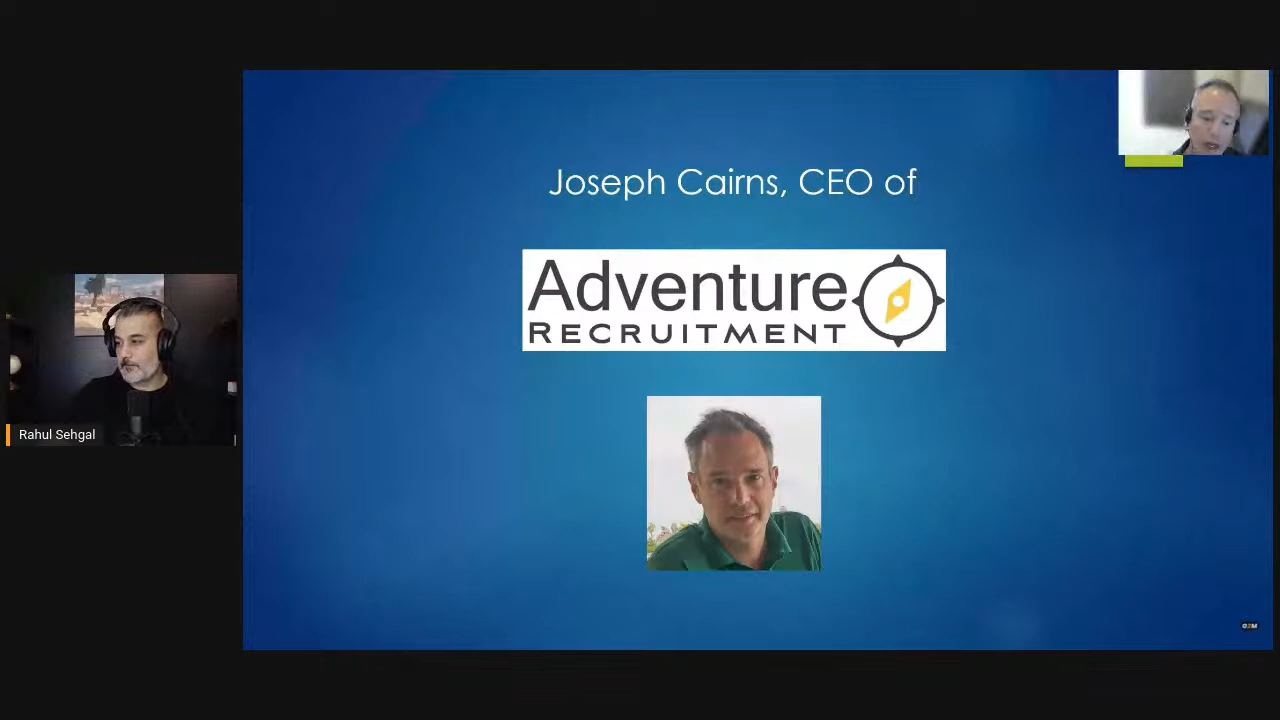 Joseph Cairns, CEO of
Adventure
RECRUITMENT
Rahul Sehgal